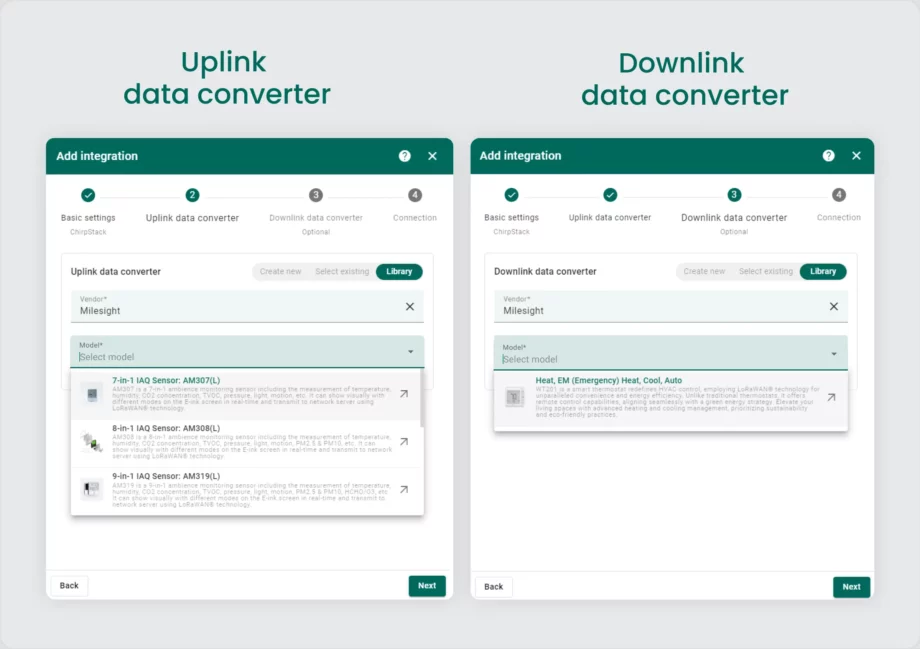 Uplink
data converter
Add integration
?
Basic settings
ChirpStack
2
Uplink data converter
3
Downlink data converter
Optional
4
Connection
Uplink data converter
Create new
Select existing
Library
Vendor*
Milesight
Model*
Select model
7-in-1 IAQ Sensor: AM307(L)
AM307 is a 7-in-1 ambience monitoring sensor including the measurement of temperature,
humidity, CO2 concentration, TVOC, pressure, light, motion, etc. It can show visually with
different modes on the E-ink screen in real-time and transmit to network server using
LoRaWAN® technology.
8-in-1 IAQ Sensor: AM308(L)
AM308 is a 8-in-1 ambience monitoring sensor including the measurement of temperature,
humidity, CO2 concentration, TVOC, pressure, light, motion, PM2.5 & PM10, etc. It can
show visually with different modes on the E-ink screen in real-time and transmit to network
server using LoRaWAN® technology.
9-in-1 IAQ Sensor: AM319(L)
AM319 is a 9-in-1 ambience monitoring sensor including the measurement of temperature,
humidity, CO2 concentration, TVOC, pressure, light, motion, PM2.5 & PM10, HCHO/O3, etc.
It can show visually with different modes on the E-ink screen in real-time and transmit to
network server using LoRaWAN® technology.
Back
Next
Downlink
data converter
Add integration
?
Basic settings
ChirpStack
Uplink data converter
3
Downlink data converter
Optional
4
Connection
Downlink data converter
Create new
Select existing
Library
Vendor*
Milesight
Model*
Select model
Heat, EM (Emergency) Heat, Cool, Auto
WT201 is a smart thermostat redefines HVAC control, employing LoRaWAN® technology for
unparalleled convenience and energy efficiency. Unlike traditional thermostats, it offers
remote control capabilities, aligning seamlessly with a green energy strategy. Elevate your
living spaces with advanced heating and cooling management, prioritizing sustainability
and eco-friendly practices.
Back
Next